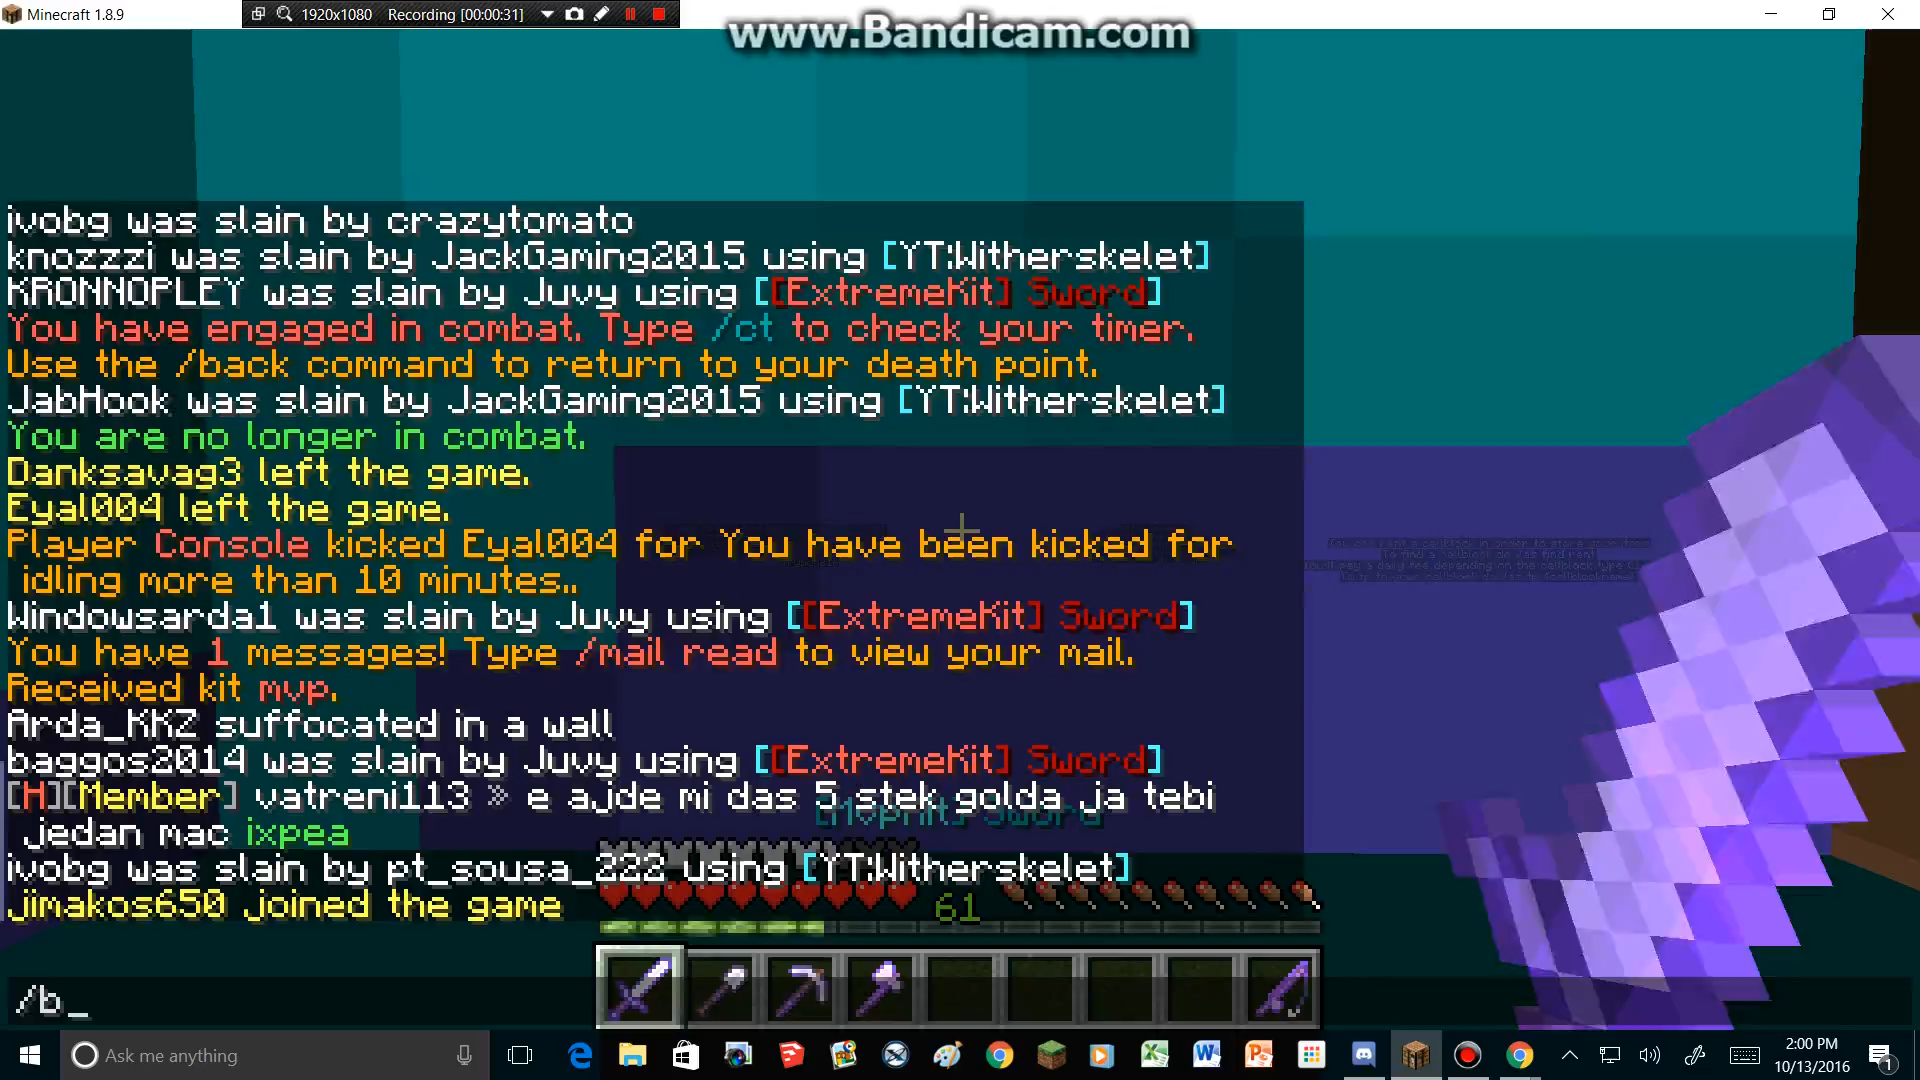 Minecraft 1.8.9
1920x1080 Recording [00:00:31]
www.Bandicam.com
ivobg was slain by crazytomato
knozzzi was slain by JackGaming2015 using [YT:Witherskelet]
KRONNOPLEY was slain by Juvy using [[ExtremeKit] Sword]
You have engaged in combat. Type /ct to check your timer.
Use the /back command to return to your death point.
JabHook was slain by JackGaming2015 using [YT:Witherskelet]
You are no longer in combat.
Danksavag3 left the game.
Eyal004 left the game.
Player Console kicked Eyal004 for You have been kicked for
idling more than 10 minutes..
Windowsarda1 was slain by Juvy using [[ExtremeKit] Sword]
You have 1 messages! Type /mail read to view your mail.
Received kit mvp.
Arda_KKZ suffocated in a wall
baggos2014 was slain by Juvy using [[ExtremeKit] Sword]
[H][Member] vatreni113 » e ajde mi das 5 stek golda ja tebi
jedan mac ixpea
[MvpKit] Sword
ivobg was slain by pt_sousa_222 using [YT:Witherskelet]
jimakos650 joined the game
61
/b_
Ask me anything
2:00 PM
10/13/2016
1